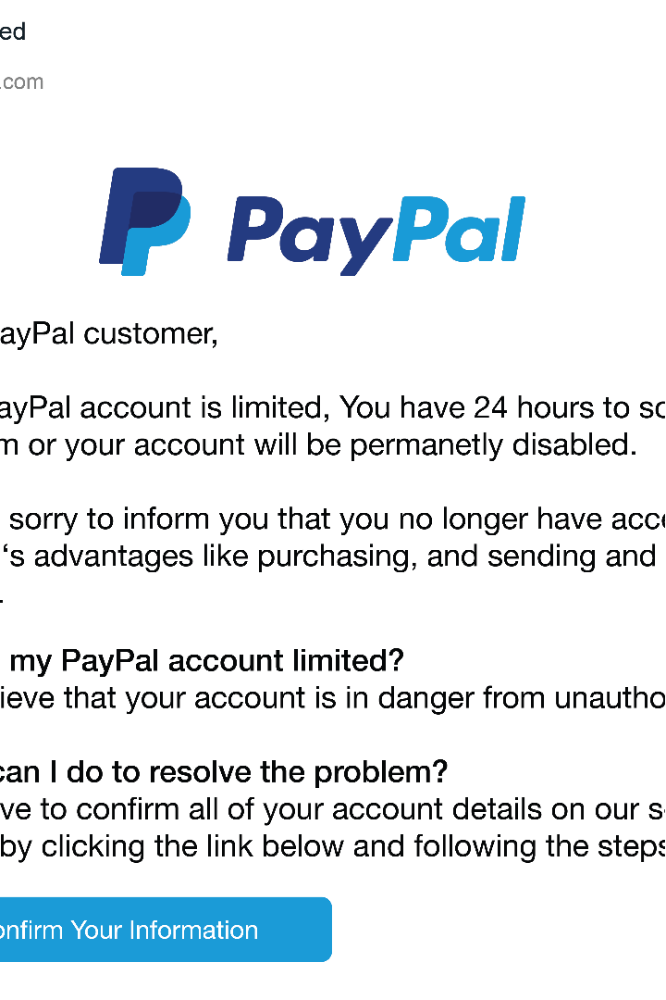 ed
.com
PayPal
ayPal customer,
ayPal account is limited, You have 24 hours to so
m or your account will be permanetly disabled.
sorry to inform you that you no longer have acce
‘s advantages like purchasing, and sending and
.
my PayPal account limited?
ieve that your account is in danger from unautho
can I do to resolve the problem?
ve to confirm all of your account details on our s
by clicking the link below and following the steps
onfirm Your Information